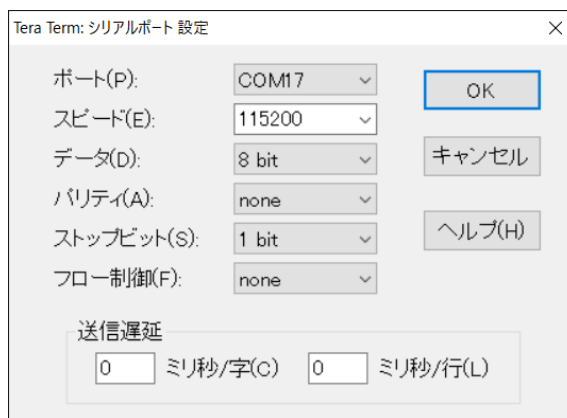 Tera Term: シリアルポート 設定
ポート(P): COM17
OK
スピード(E): 115200
データ(D): 8 bit
キャンセル
パリティ(A): none
ストップビット(S): 1 bit
ヘルプ(H)
フロー制御(F): none
送信遅延
0 ミリ秒/字(C) 0 ミリ秒/行(L)